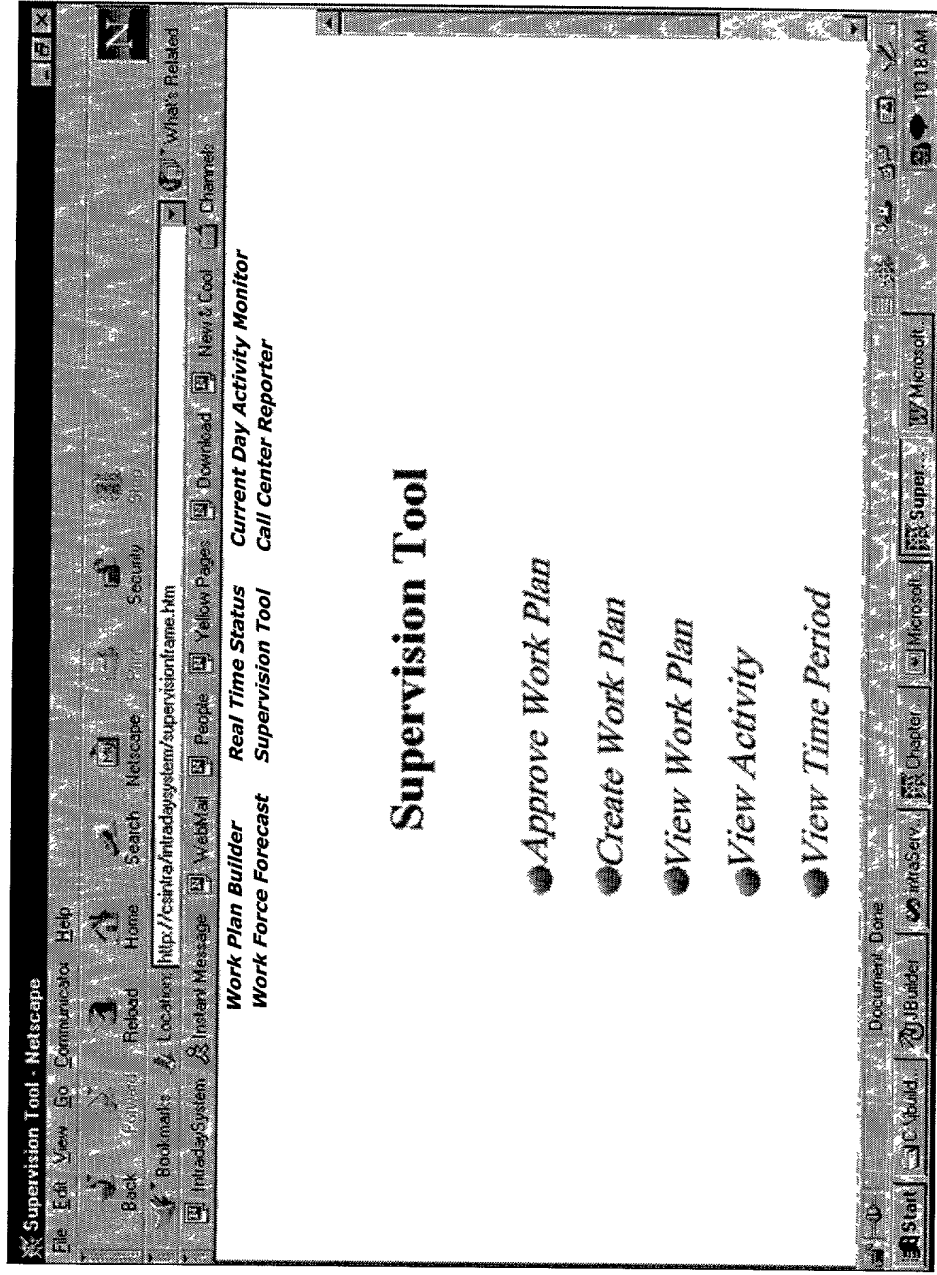 Supervision Tool - Netscape
File Edit View Go Communicator Help
Back Forward Reload Home Search Netscape Print Security Stop
Bookmarks Location: http://csintra/intradaysystem/supervisionframe.htm What's Related
IntradaySystem Instant Message WebMail People Yellow Pages Download New & Cool Channels
Work Plan Builder Real Time Status Current Day Activity Monitor
Work Force Forecast Supervision Tool Call Center Reporter
Supervision Tool
Approve Work Plan
Create Work Plan
View Work Plan
View Activity
View Time Period
Document: Done
Start JBuilder IntraServ... Chapter Microsoft... Super... Microsoft... 10:18 AM